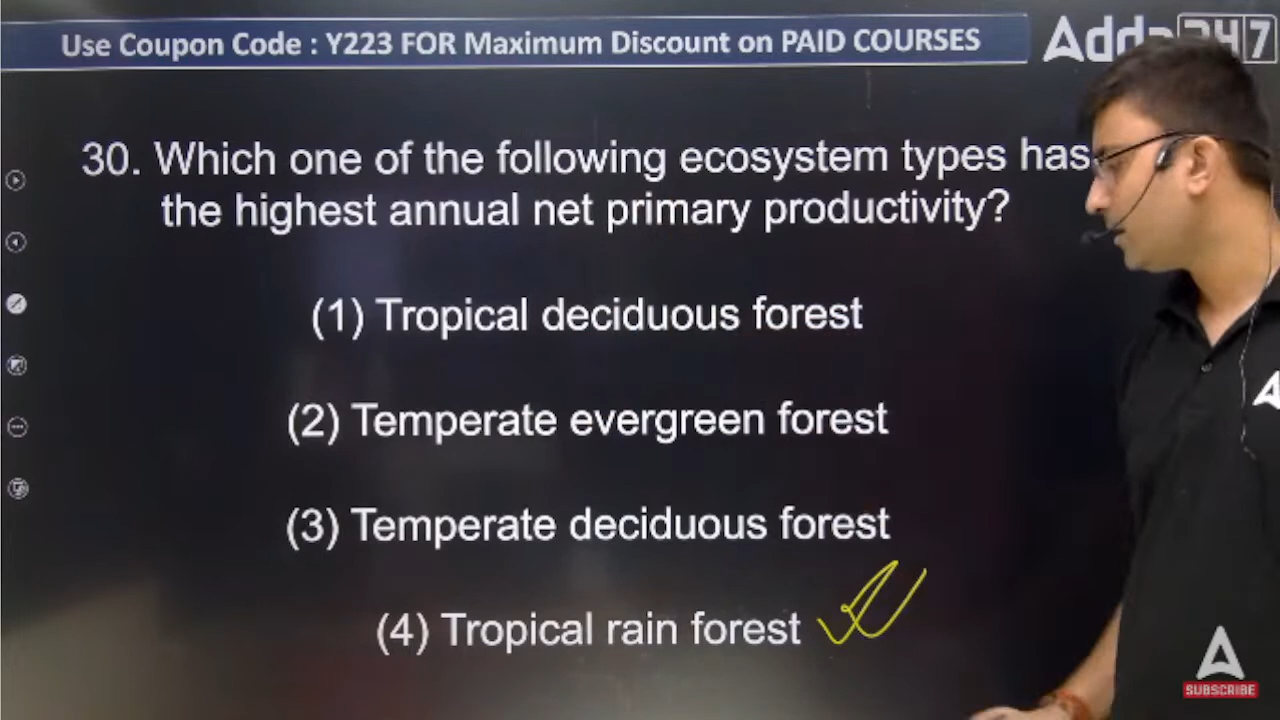 Use Coupon Code : Y223 FOR Maximum Discount on PAID COURSES
Adda247
30. Which one of the following ecosystem types has
the highest annual net primary productivity?
(1) Tropical deciduous forest
(2) Temperate evergreen forest
(3) Temperate deciduous forest
(4) Tropical rain forest
SUBSCRIBE